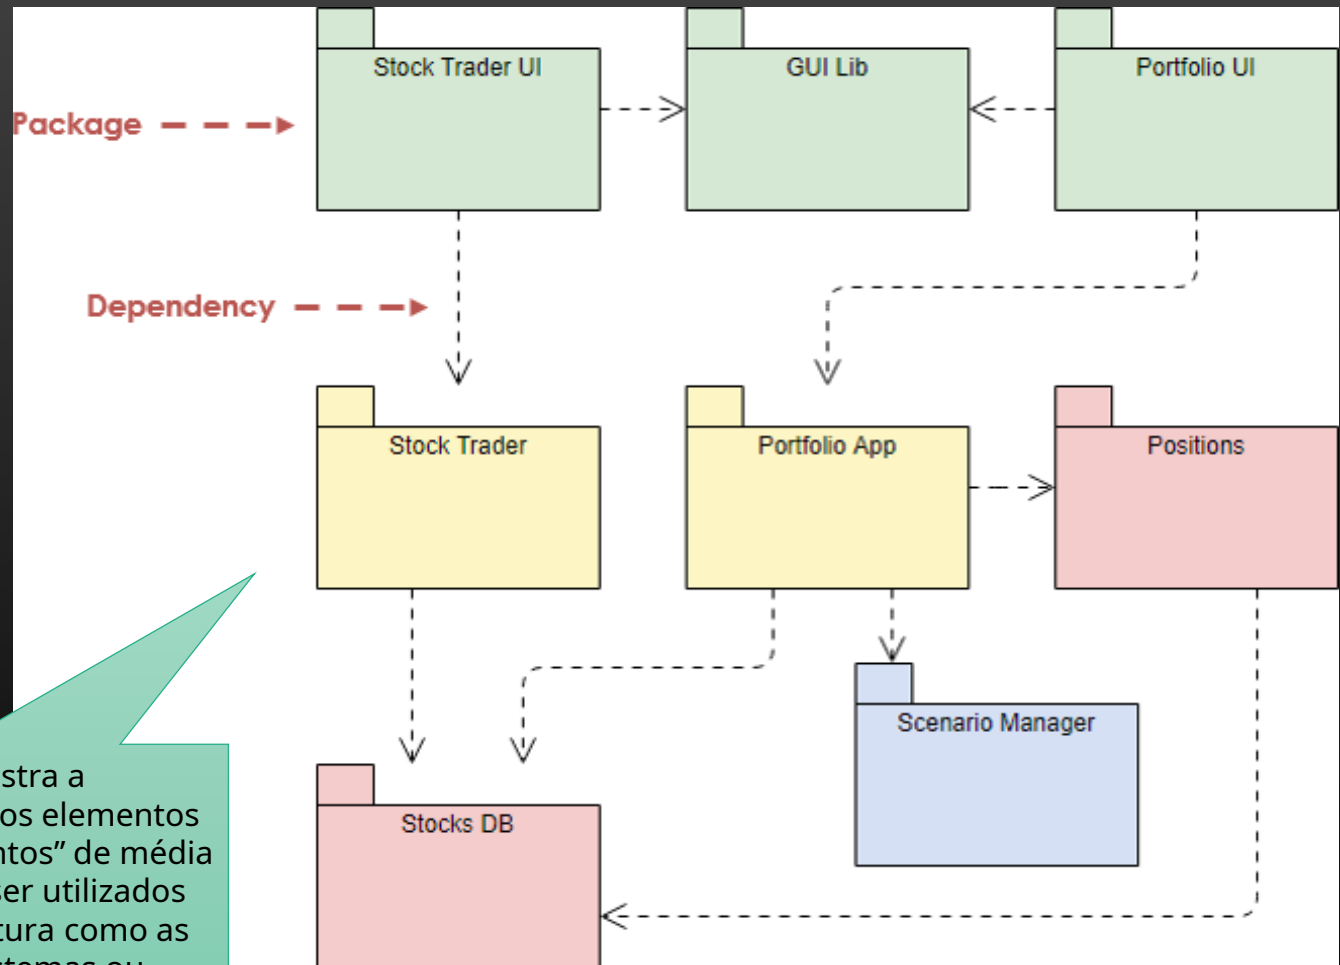 Stock Trader UI
GUI Lib
Portfolio UI
Package
Dependency
Stock Trader
Portfolio App
Positions
Scenario Manager
Stocks DB
stra a
os elementos
ntos” de média
ser utilizados
tura como as